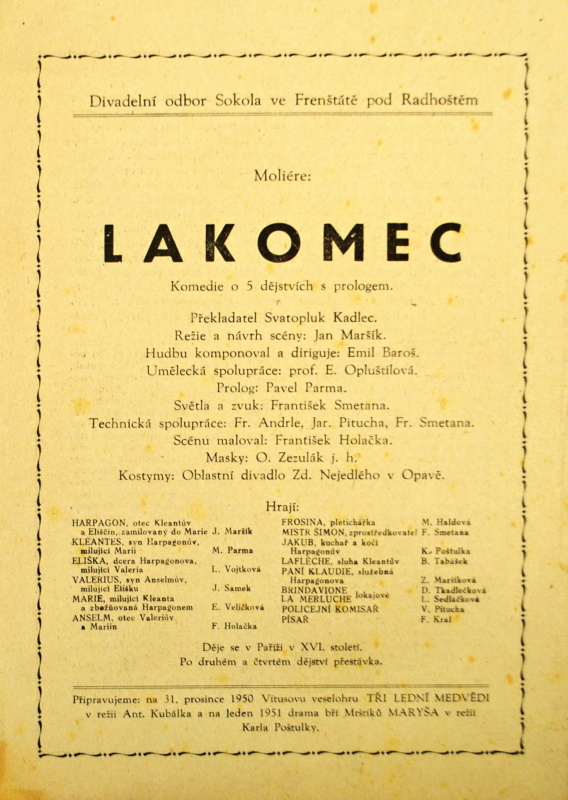 Divadelní odbor Sokola ve Frenštátě pod Radhoštěm
Moliére:
LAKOMEC
Komedie o 5 dějstvích s prologem.
Překladatel Svatopluk Kadlec.
Režie a návrh scény: Jan Maršík.
Hudbu komponoval a diriguje: Emil Baroš.
Umělecká spolupráce: prof. E. Opluštilová.
Prolog: Pavel Parma.
Světla a zvuk: František Smetana.
Technická spolupráce: Fr. Andrle, Jar. Pitucha, Fr. Smetana.
Scénu maloval: František Holačka.
Masky: O. Zezulák j. h.
Kostymy: Oblastní divadlo Zd. Nejedlého v Opavě.
Hrají:
HARPAGON, otec Kleantův
a Eliščin, zamilovaný do Marie J. Maršík
KLEANTES, syn Harpagonův,
milující Marii M. Parma
ELIŠKA, dcera Harpagonova,
milující Valeria L. Vojtková
VALERIUS, syn Anselmův,
milující Elišku J. Samek
MARIE, milující Kleanta
a zbožňovaná Harpagonem E. Veličková
ANSELM, otec Valeriův
a Mariin F. Holačka
FROSINA, pletichářka M. Haldová
MISTR ŠIMON, zprostředkovatel F. Smetana
JAKUB, kuchař a kočí
Harpagonův K. Poštulka
LAFLÈCHE, sluha Kleantův B. Tabášek
PANÍ KLAUDIE, služebná
Harpagonova Z. Maršíková
BRINDAVIONE lokajové D. Tkadlečková
LA MERLUCHE L. Sedláčková
POLICEJNÍ KOMISAŘ V. Pitucha
PÍSAŘ F. Kral
Děje se v Paříži v XVI. století.
Po druhém a čtvrtém dějství přestávka.
Připravujeme: na 31. prosince 1950 Vítusovu veselohru TŘI LEDNÍ MEDVĚDI
v režii Ant. Kubálka a na leden 1951 drama bří Mrštíků MARYŠA v režii
Karla Poštulky.